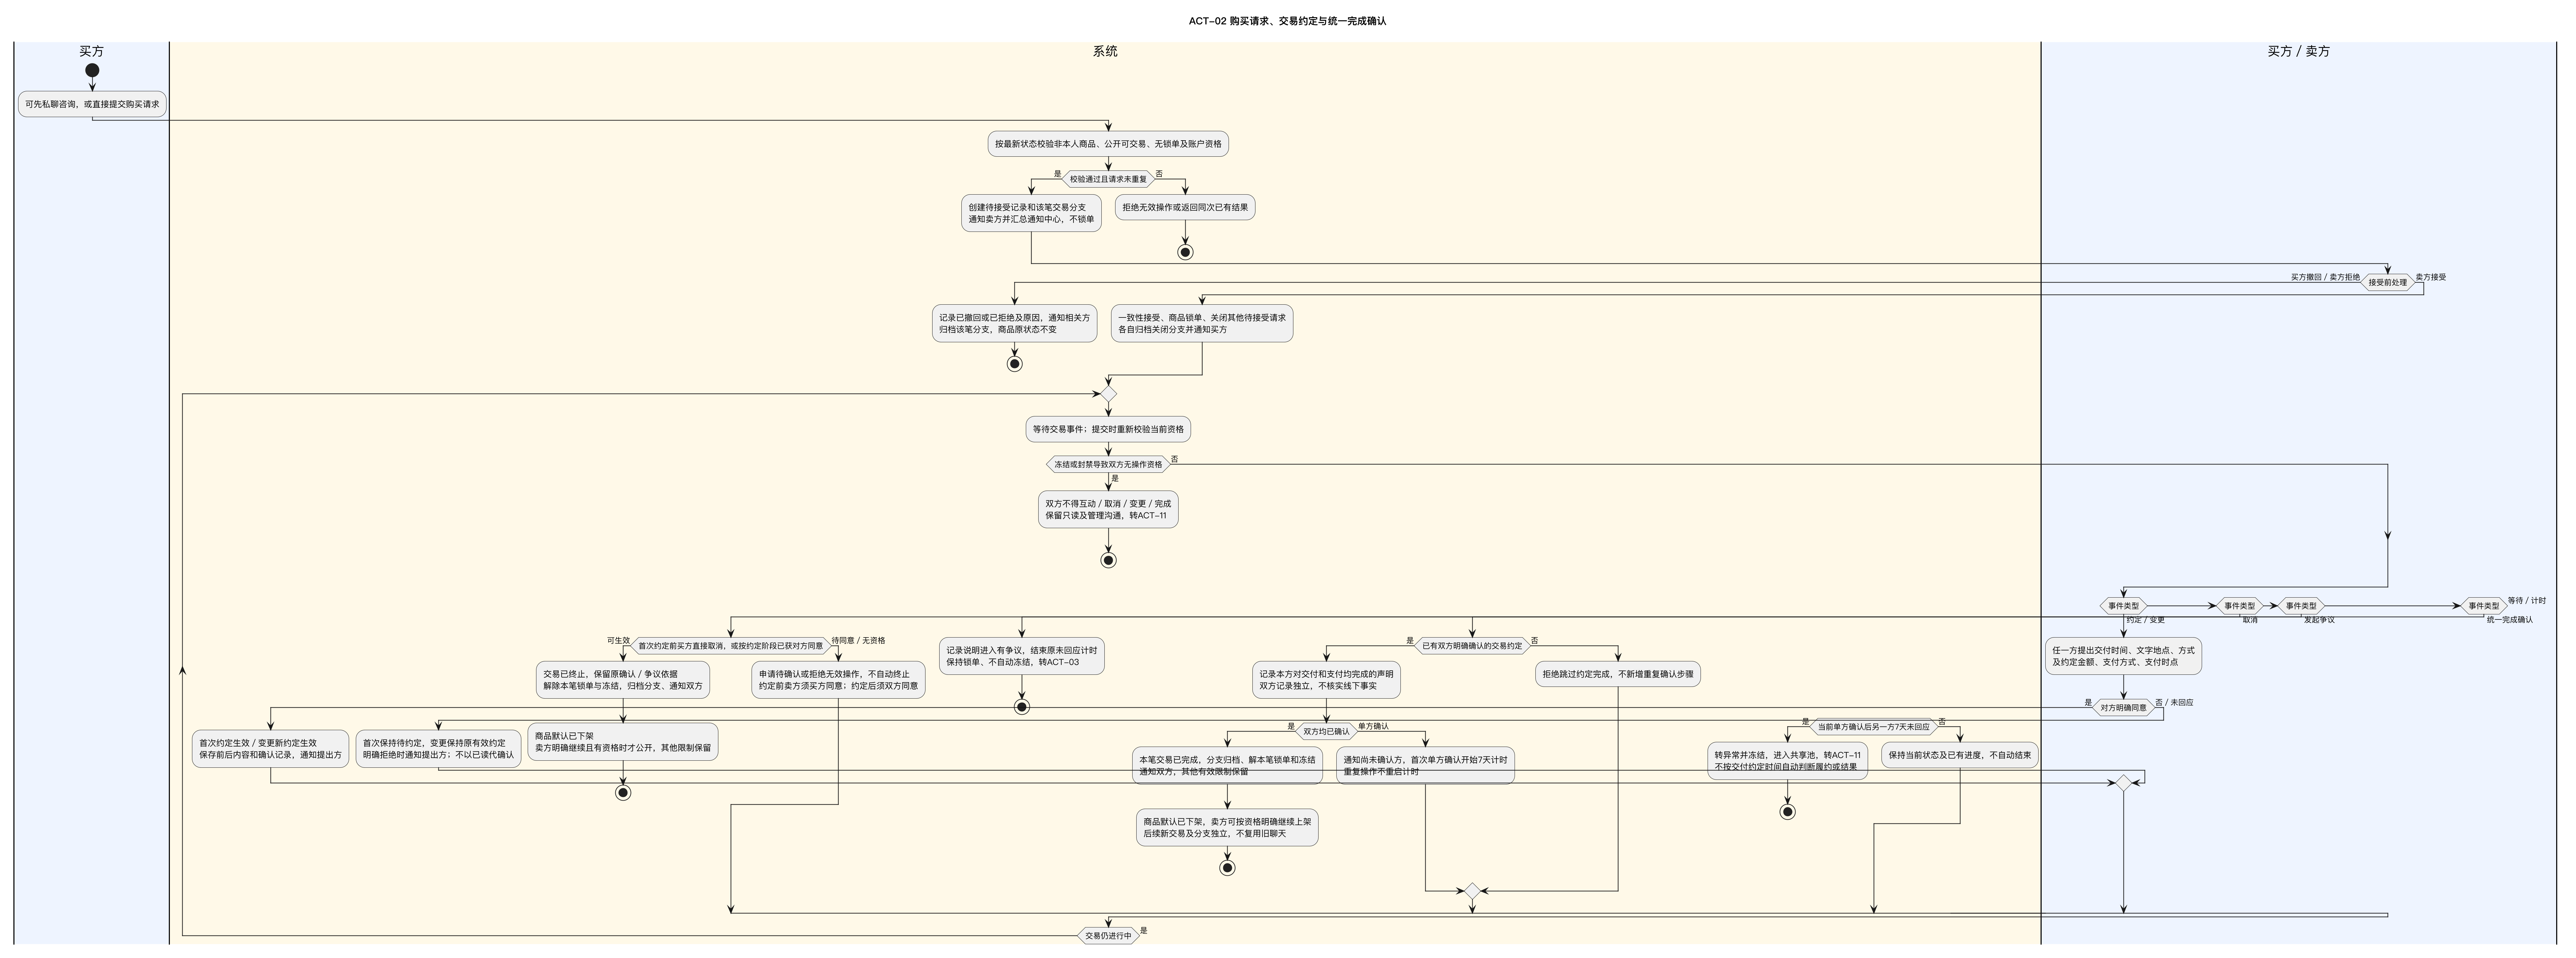 ACT-02 购买请求、交易约定与统一完成确认
买方
系统
买方 / 卖方
可先私聊咨询，或直接提交购买请求
按最新状态校验非本人商品、公开可交易、无锁单及账户资格
是
校验通过且请求未重复
否
创建待接受记录和该笔交易分支
通知卖方并汇总通知中心，不锁单
拒绝无效操作或返回同次已有结果
买方撤回 / 卖方拒绝
接受前处理
卖方接受
记录已撤回或已拒绝及原因，通知相关方
归档该笔分支，商品原状态不变
一致性接受、商品锁单、关闭其他待接受请求
各自归档关闭分支并通知买方
等待交易事件；提交时重新校验当前资格
冻结或封禁导致双方无操作资格
否
是
双方不得互动 / 取消 / 变更 / 完成
保留只读及管理沟通，转ACT-11
事件类型
事件类型
事件类型
事件类型
等待 / 计时
约定 / 变更
取消
发起争议
统一完成确认
可生效
首次约定前买方直接取消，或按约定阶段已获对方同意
待同意 / 无资格
交易已终止，保留原确认 / 争议依据
解除本笔锁单与冻结，归档分支、通知双方
申请待确认或拒绝无效操作，不自动终止
约定前卖方须买方同意；约定后须双方同意
记录说明进入有争议，结束原未回应计时
保持锁单、不自动冻结，转ACT-03
是
已有双方明确确认的交易约定
否
记录本方对交付和支付均完成的声明
双方记录独立，不核实线下事实
拒绝跳过约定完成，不新增重复确认步骤
任一方提出交付时间、文字地点、方式
及约定金额、支付方式、支付时点
是
对方明确同意
否 / 未回应
首次约定生效 / 变更新约定生效
保存前后内容和确认记录，通知提出方
首次保持待约定，变更保持原有效约定
明确拒绝时通知提出方；不以已读代确认
商品默认已下架
卖方明确继续且有资格时才公开，其他限制保留
是
双方均已确认
单方确认
本笔交易已完成，分支归档、解本笔锁单和冻结
通知双方，其他有效限制保留
通知尚未确认方，首次单方确认开始7天计时
重复操作不重启计时
是
当前单方确认后另一方7天未回应
否
转异常并冻结，进入共享池，转ACT-11
不按交付约定时间自动判断履约或结果
保持当前状态及已有进度，不自动结束
商品默认已下架，卖方可按资格明确继续上架
后续新交易及分支独立，不复用旧聊天
交易仍进行中
是